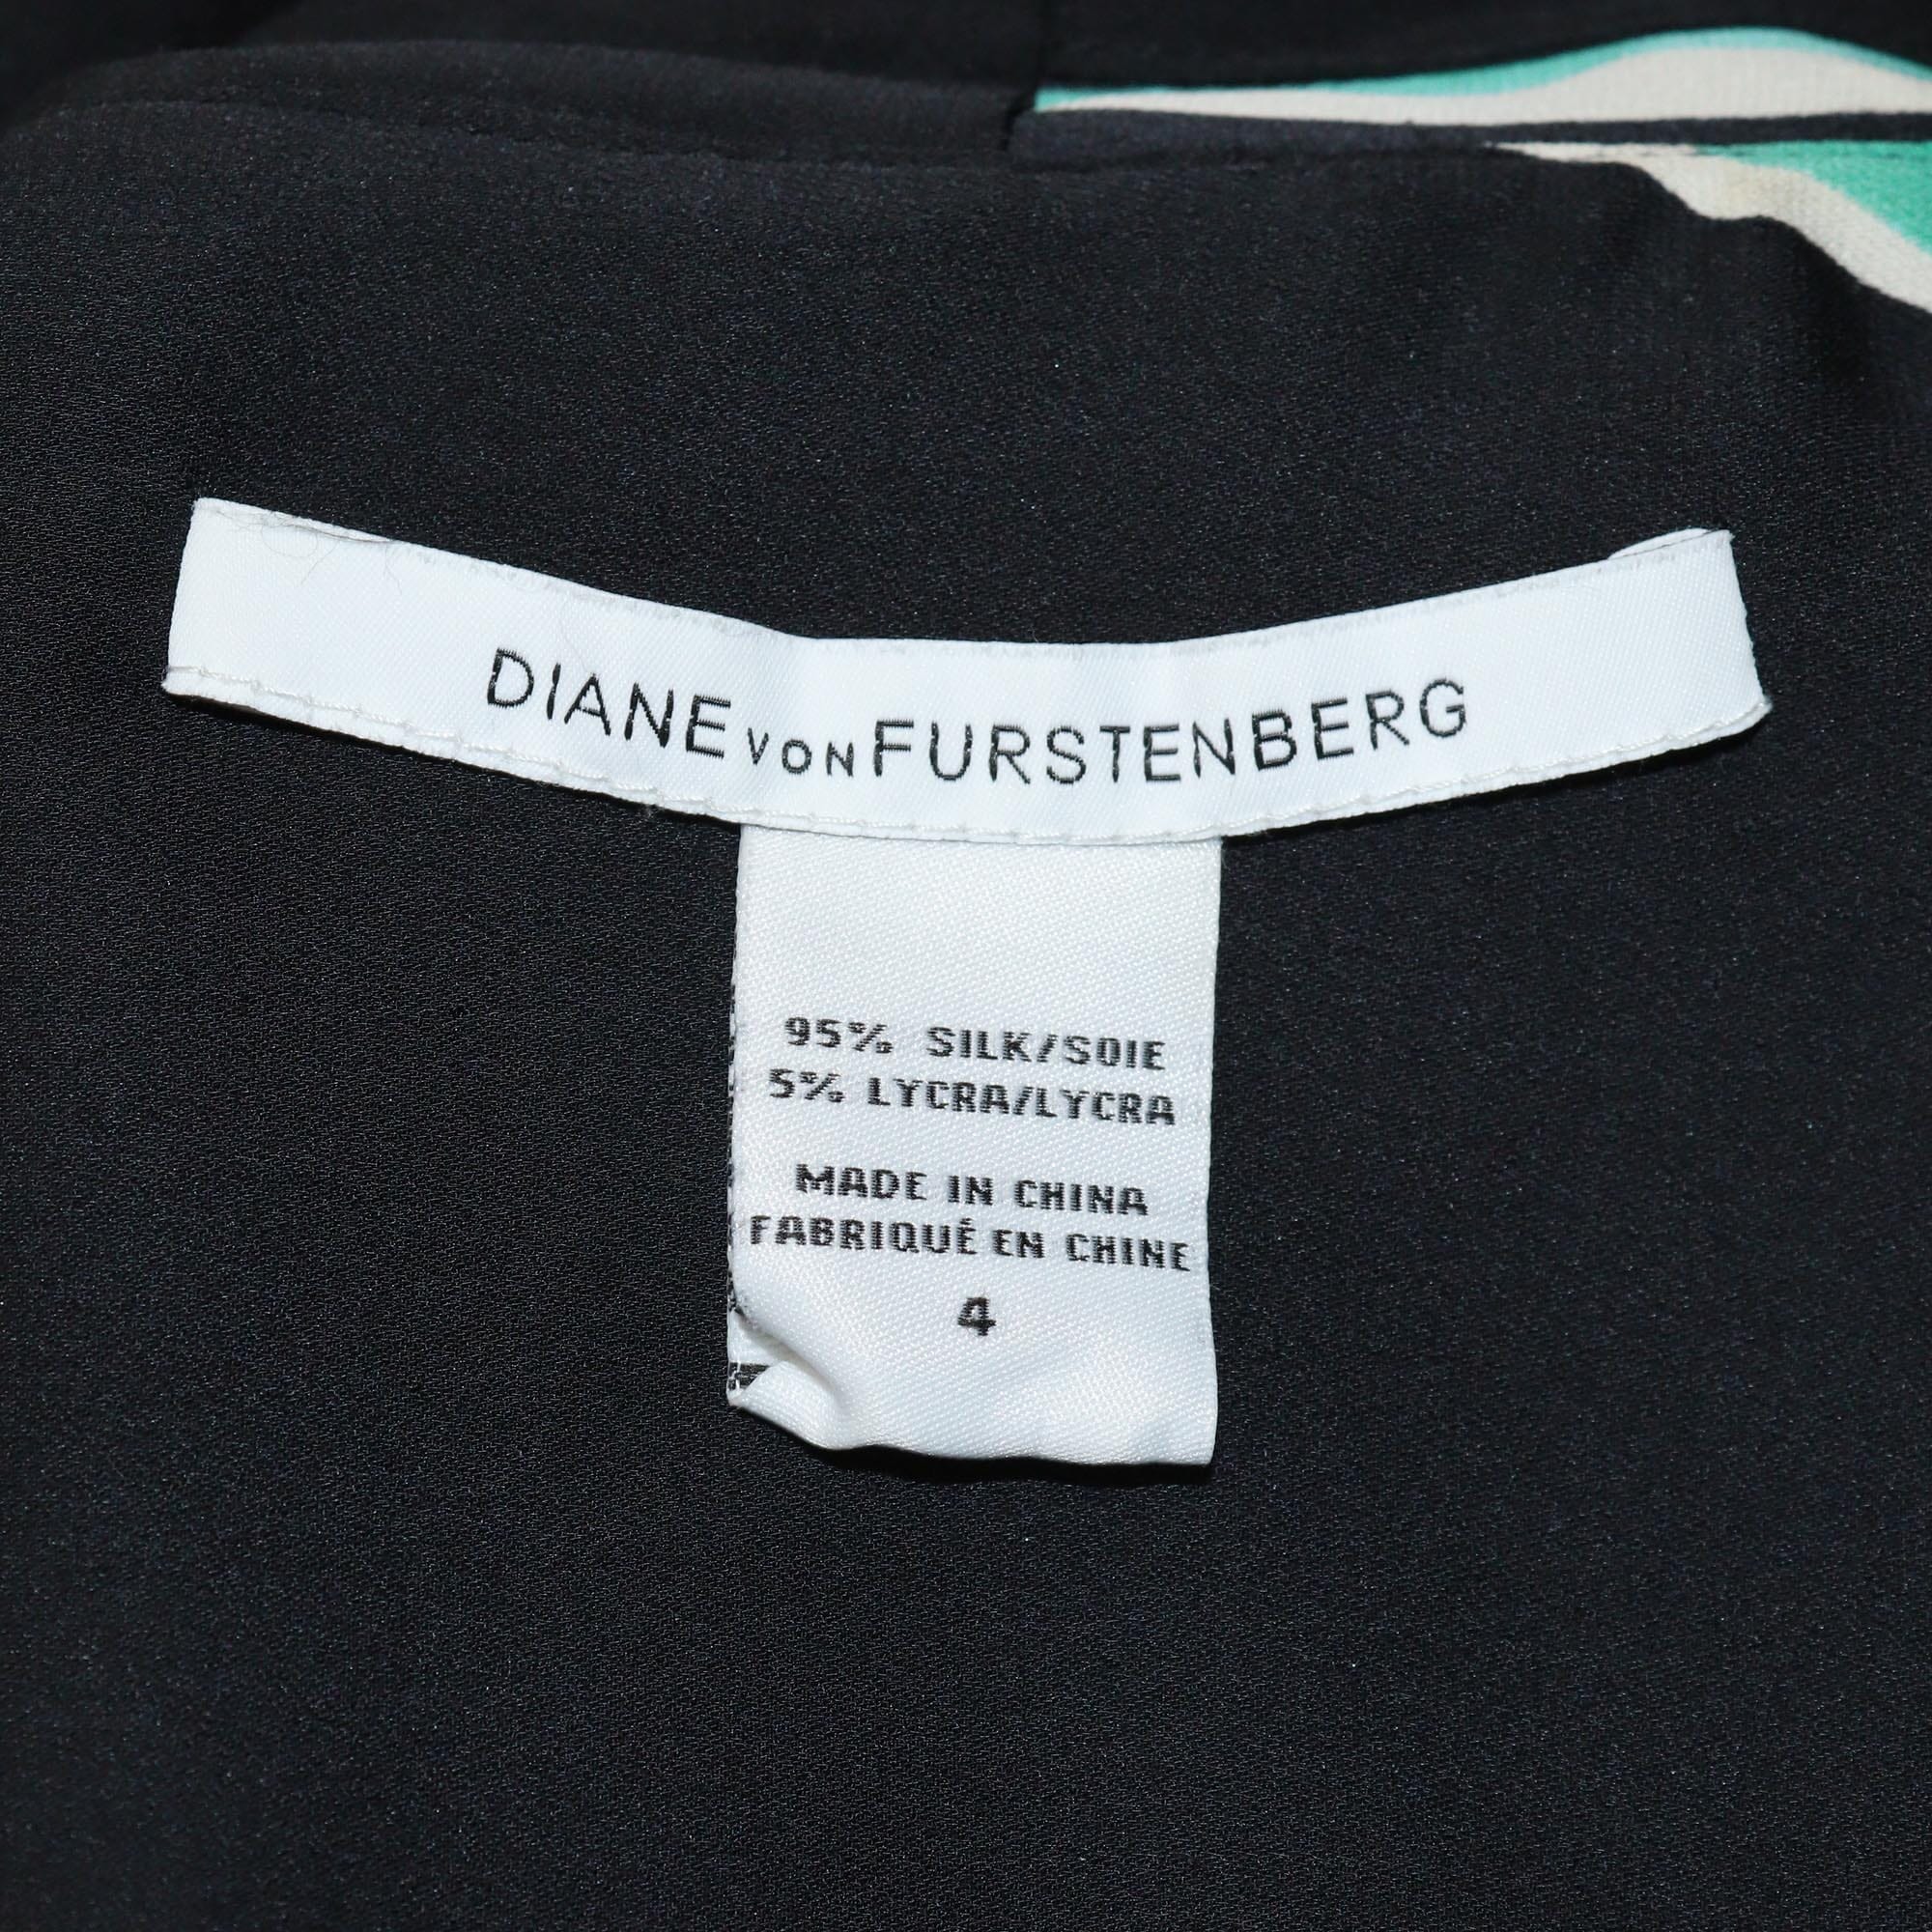 DIANE VON FURSTENBERG
95% SILK/SOIE
5% LYCRA/LYCRA
MADE IN CHINA
FABRIQUÉ EN CHINE
4